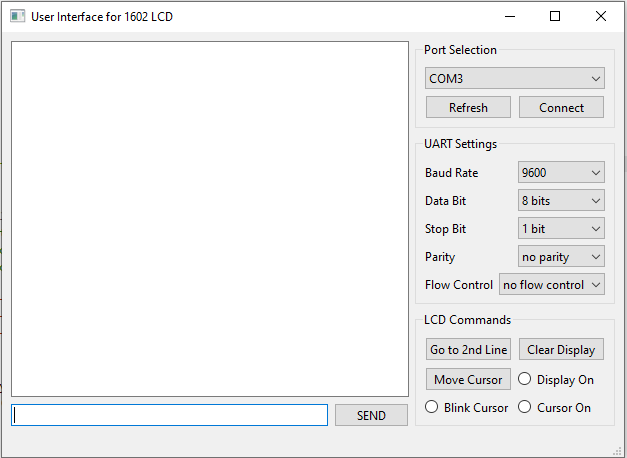 User Interface for 1602 LCD
Port Selection
COM3
Refresh Connect
UART Settings
Baud Rate 9600
Data Bit 8 bits
Stop Bit 1 bit
Parity no parity
Flow Control no flow control
LCD Commands
Go to 2nd Line Clear Display
Move Cursor Display On
Blink Cursor Cursor On
SEND